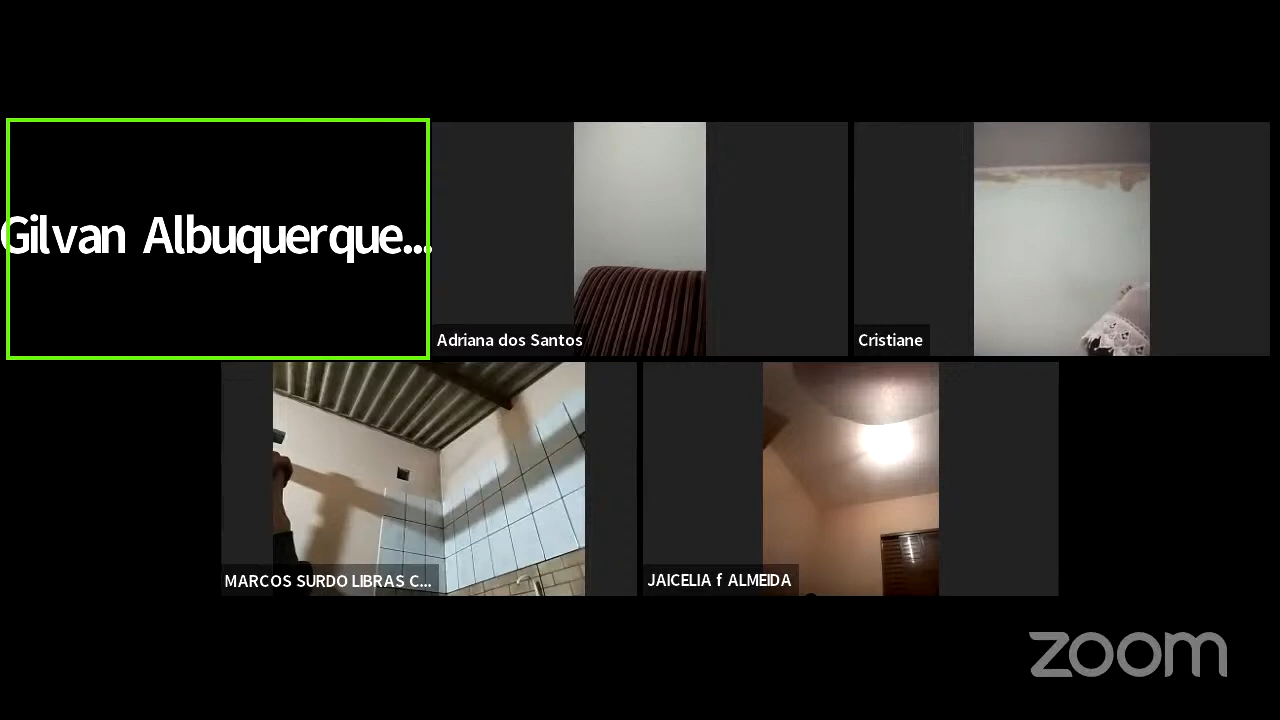 Gilvan Albuquerque...
Adriana dos Santos
Cristiane
MARCOS SURDO LIBRAS C...
JAICELIA f ALMEIDA
zoom